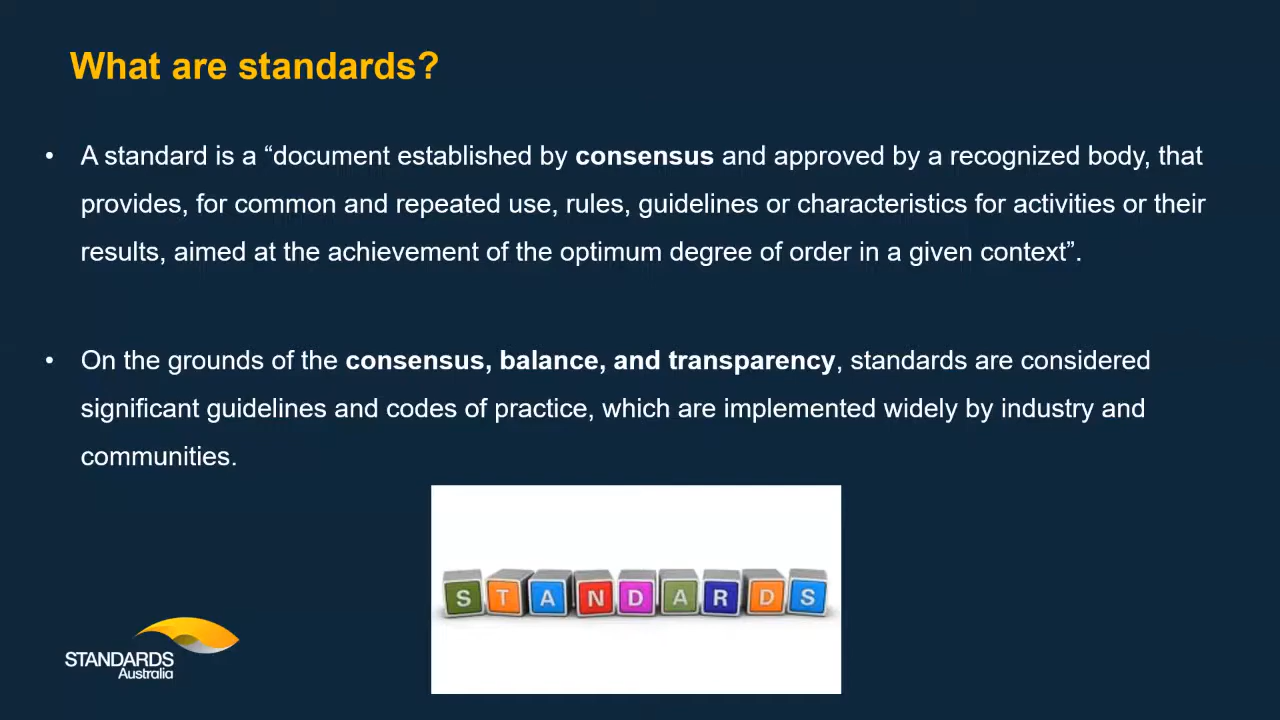 What are standards?
• A standard is a “document established by consensus and approved by a recognized body, that
provides, for common and repeated use, rules, guidelines or characteristics for activities or their
results, aimed at the achievement of the optimum degree of order in a given context”.
• On the grounds of the consensus, balance, and transparency, standards are considered
significant guidelines and codes of practice, which are implemented widely by industry and
communities.
STANDARDS
STANDARDS
Australia